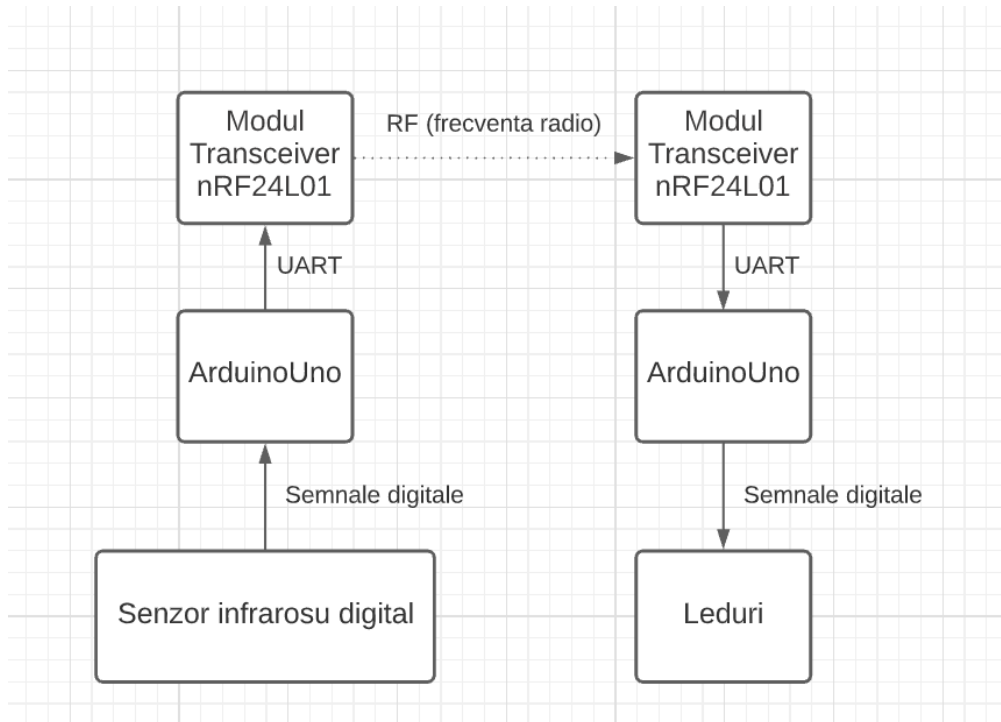 Modul
Transceiver
nRF24L01
RF (frecventa radio)
Modul
Transceiver
nRF24L01
UART
UART
ArduinoUno
ArduinoUno
Semnale digitale
Semnale digitale
Senzor infrarosu digital
Leduri